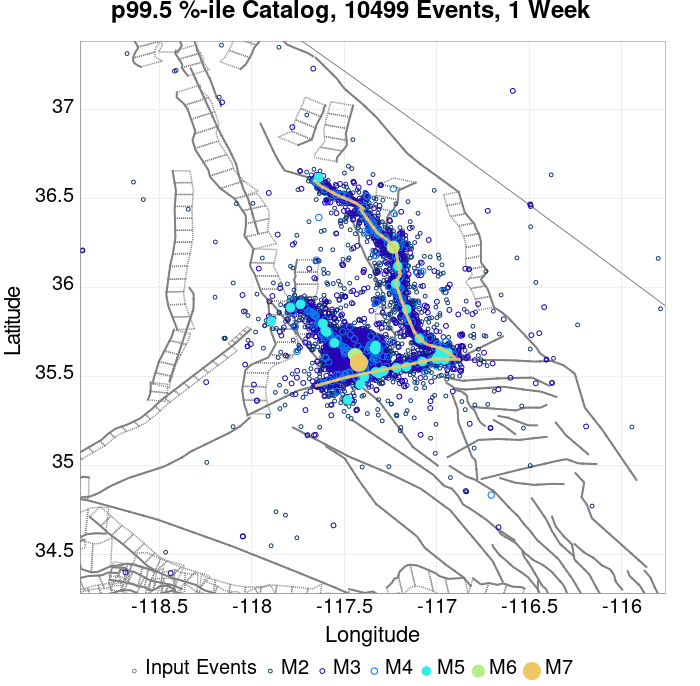 p99.5 %-ile Catalog, 10499 Events, 1 Week
37
36.5
36
35.5
35
34.5
Latitude
-118.5 -118 -117.5 -117 -116.5 -116
Longitude
Input Events M2 M3 M4 M5 M6 M7